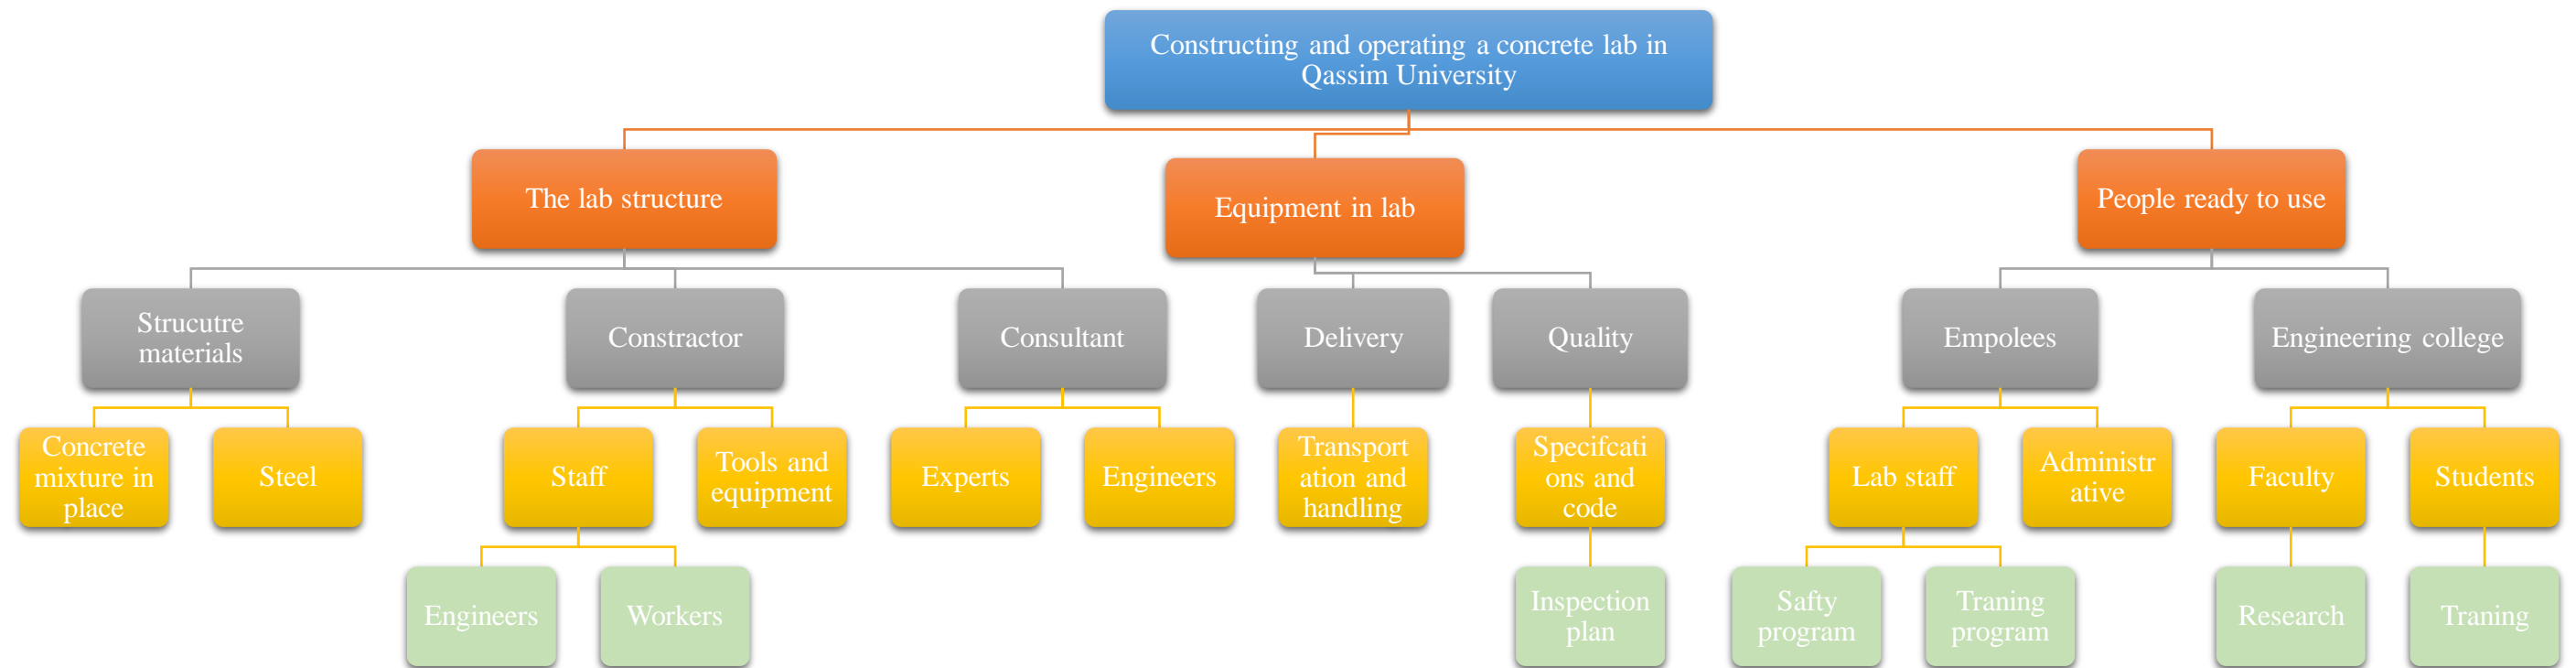 Constructing and operating a concrete lab in
Qassim University
The lab structure
Equipment in lab
People ready to use
Strucutre
materials
Constractor
Consultant
Delivery
Quality
Empolees
Engineering college
Concrete
mixture in
place
Steel
Staff
Tools and
equipment
Experts
Engineers
Transport
ation and
handling
Specifcati
ons and
code
Lab staff
Administr
ative
Faculty
Students
Engineers
Workers
Inspection
plan
Safty
program
Traning
program
Research
Traning